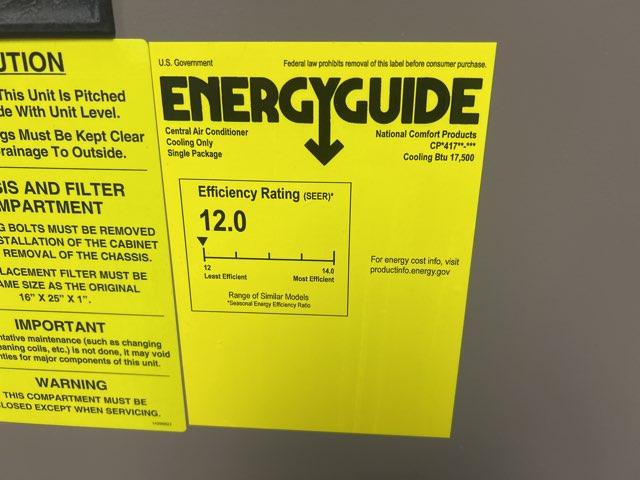 UTION
This Unit Is Pitched
de With Unit Level.
gs Must Be Kept Clear
rainage To Outside.
IS AND FILTER
MPARTMENT
G BOLTS MUST BE REMOVED
STALLATION OF THE CABINET
REMOVAL OF THE CHASSIS.
LACEMENT FILTER MUST BE
AME SIZE AS THE ORIGINAL
16" X 25" X 1".
IMPORTANT
ntative maintenance (such as changing
eaning coils, etc.) is not done, it may void
nties for major components of this unit.
WARNING
THIS COMPARTMENT MUST BE
LOSED EXCEPT WHEN SERVICING.
U.S. Government
Federal law prohibits removal of this label before consumer purchase.
ENERGYGUIDE
Central Air Conditioner
Cooling Only
Single Package
National Comfort Products
CP*417**-***
Cooling Btu 17,500
Efficiency Rating (SEER)*
12.0
12 14.0
Least Efficient Most Efficient
Range of Similar Models
*Seasonal Energy Efficiency Ratio
For energy cost info, visit
productinfo.energy.gov